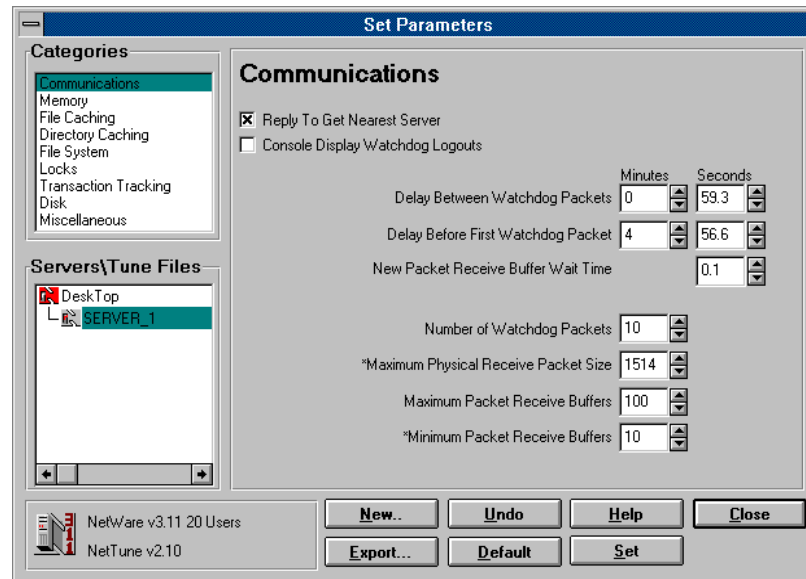 Set Parameters
Categories
Communications
Memory
File Caching
Directory Caching
File System
Locks
Transaction Tracking
Disk
Miscellaneous
Servers\Tune Files
DeskTop
SERVER_1
Communications
Reply To Get Nearest Server
Console Display Watchdog Logouts
Minutes Seconds
Delay Between Watchdog Packets 0 59.3
Delay Before First Watchdog Packet 4 56.6
New Packet Receive Buffer Wait Time 0.1
Number of Watchdog Packets 10
*Maximum Physical Receive Packet Size 1514
Maximum Packet Receive Buffers 100
*Minimum Packet Receive Buffers 10
NetWare v3.11 20 Users
NetTune v2.10
New.. Undo Help Close
Export... Default Set